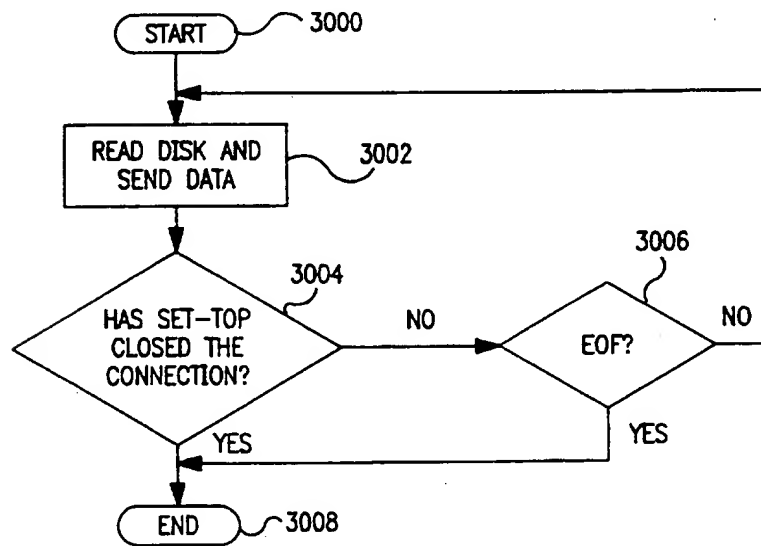 START
3000
READ DISK AND
SEND DATA
3002
3004
3006
HAS SET-TOP
CLOSED THE
CONNECTION?
NO
EOF?
NO
YES
YES
END
3008